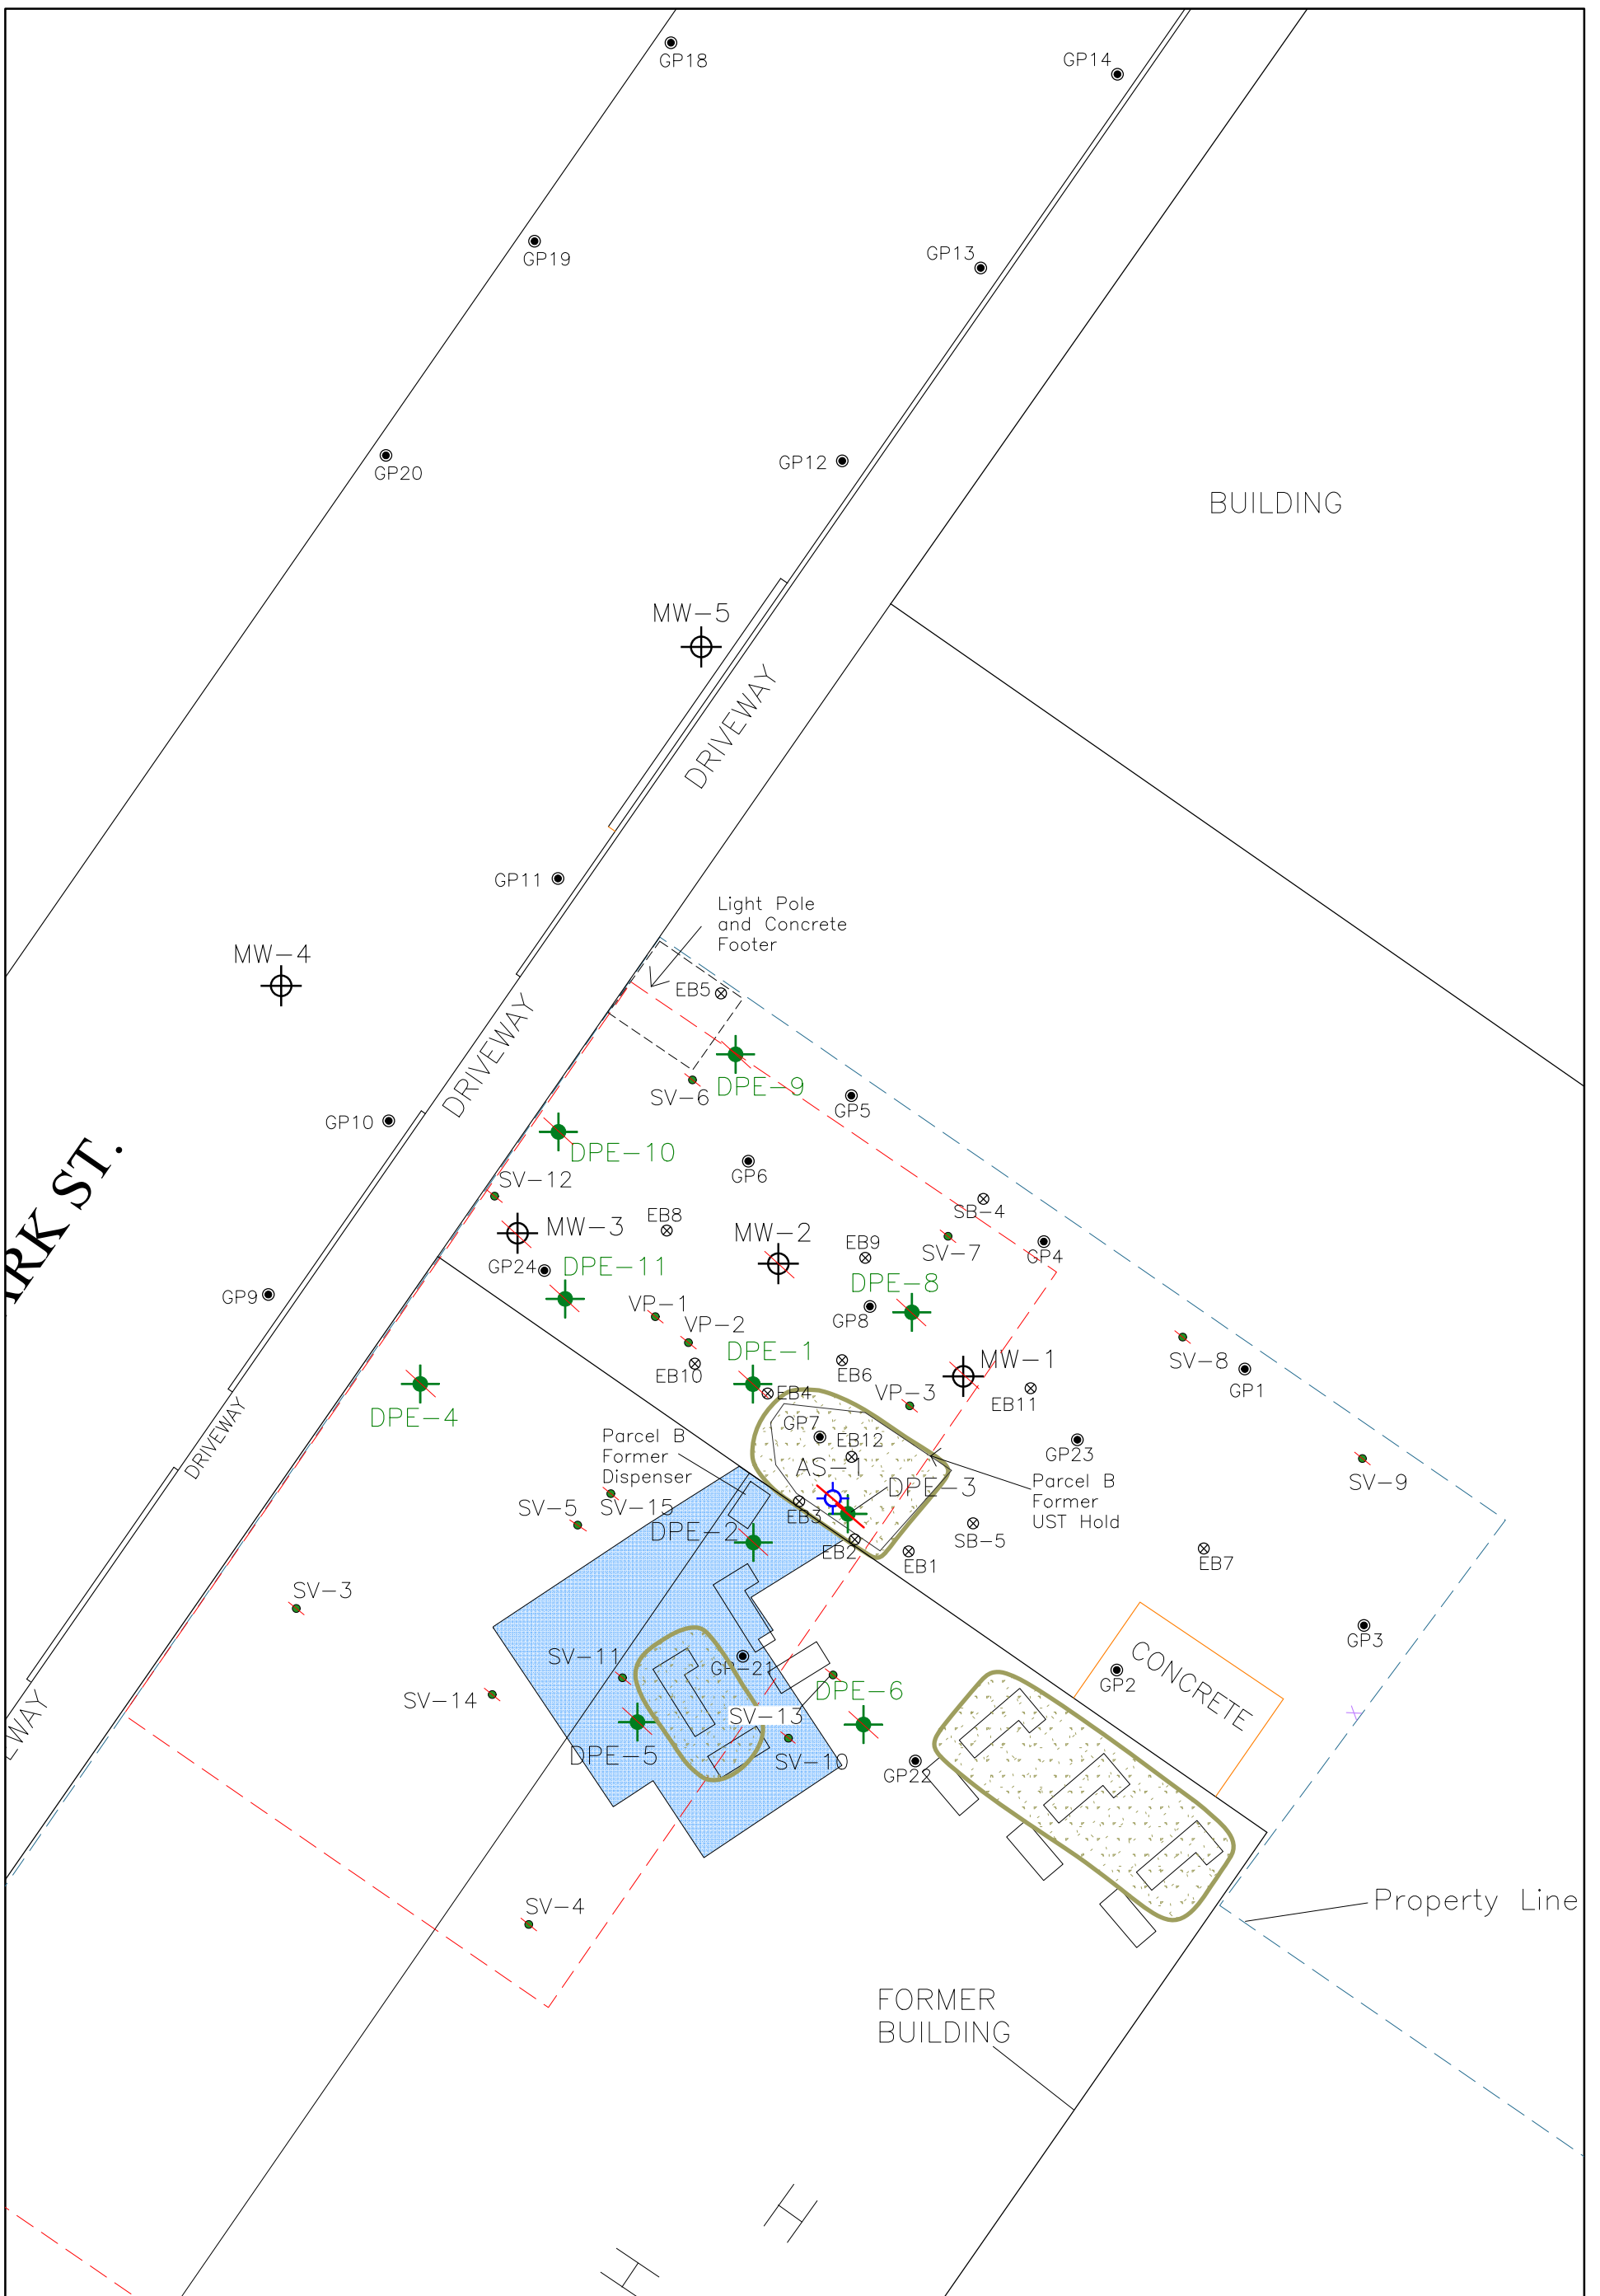 GP18
GP14
GP19
GP13
GP20
GP12
BUILDING
MW-5
DRIVEWAY
GP11
Light Pole
and Concrete
Footer
MW-4
EB5
DRIVEWAY
DPE-9
SV-6
GP5
GP10
DPE-10
RK ST.
GP6
SV-12
SB-4
EB8
MW-3
MW-2
SV-7
EB9
GP4
GP24
DPE-11
DPE-8
GP9
VP-1
GP8
VP-2
SV-8
DPE-1
MW-1
EB10
EB6
GP1
DPE-4
EB4
VP-3
EB11
DRIVEWAY
GP7
Parcel B
Former
Dispenser
EB12
GP23
AS-1
SV-9
DPE-3
Parcel B
Former
UST Hold
SV-5
SV-15
EB3
DPE-2
SB-5
EB2
EB1
EB7
SV-3
GP3
SV-11
GP-21
CONCRETE
GP2
SV-14
DPE-6
SV-13
WAY
DPE-5
SV-10
GP22
Property Line
SV-4
FORMER
BUILDING
H
H